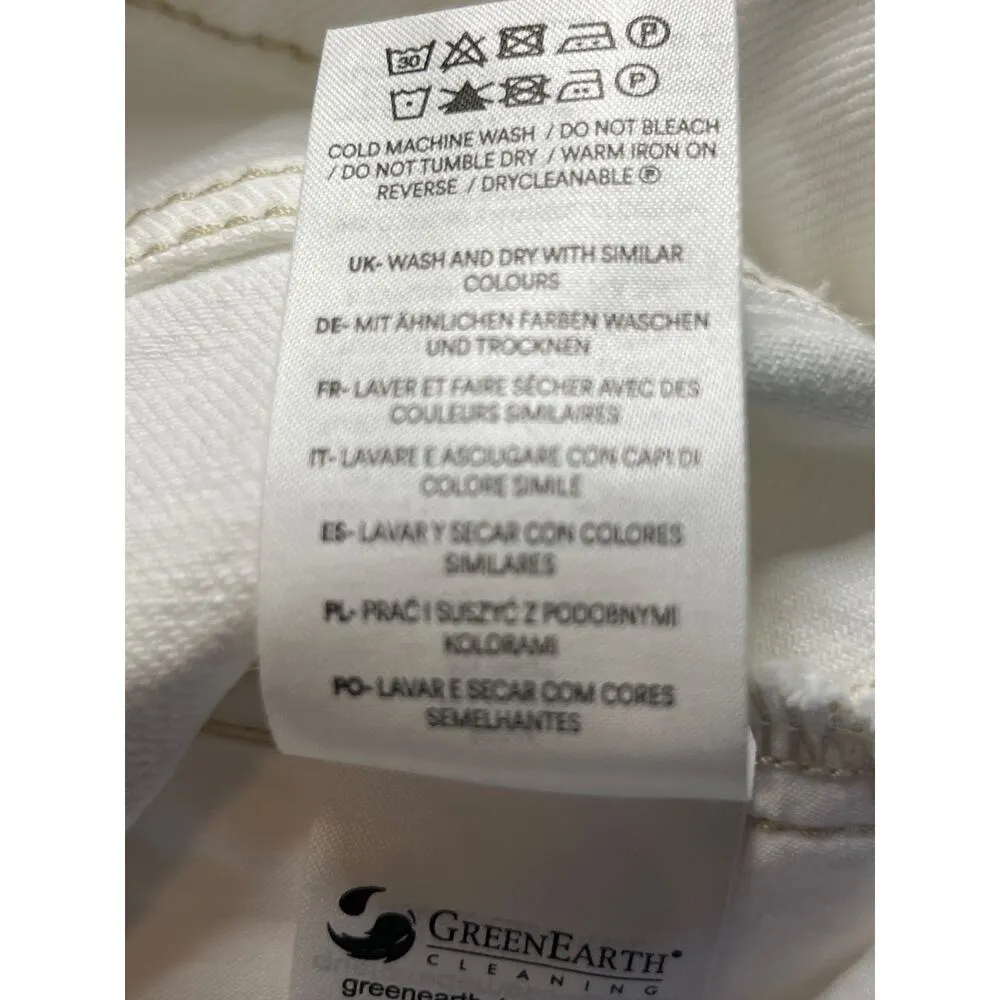 30 P
P
COLD MACHINE WASH / DO NOT BLEACH
/ DO NOT TUMBLE DRY / WARM IRON ON
REVERSE / DRYCLEANABLE Ⓟ
UK- WASH AND DRY WITH SIMILAR
COLOURS
DE- MIT ÄHNLICHEN FARBEN WASCHEN
UND TROCKNEN
FR- LAVER ET FAIRE SÉCHER AVEC DES
COULEURS SIMILAIRES
IT- LAVARE E ASCIUGARE CON CAPI DI
COLORE SIMILE
ES- LAVAR Y SECAR CON COLORES
SIMILARES
PL- PRAĆ I SUSZYĆ Z PODOBNYMI
KOLORAMI
PO- LAVAR E SECAR COM CORES
SEMELHANTES
GREENEARTH
CLEANING